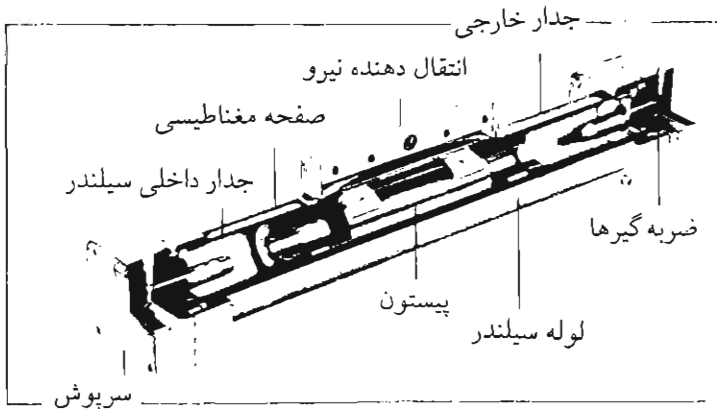 جدار خارجی
انتقال دهنده نیرو
صفحه مغناطیسی
جدار داخلی سیلندر
ضربه گیرها
پیستون
لوله سیلندر
سرپوش